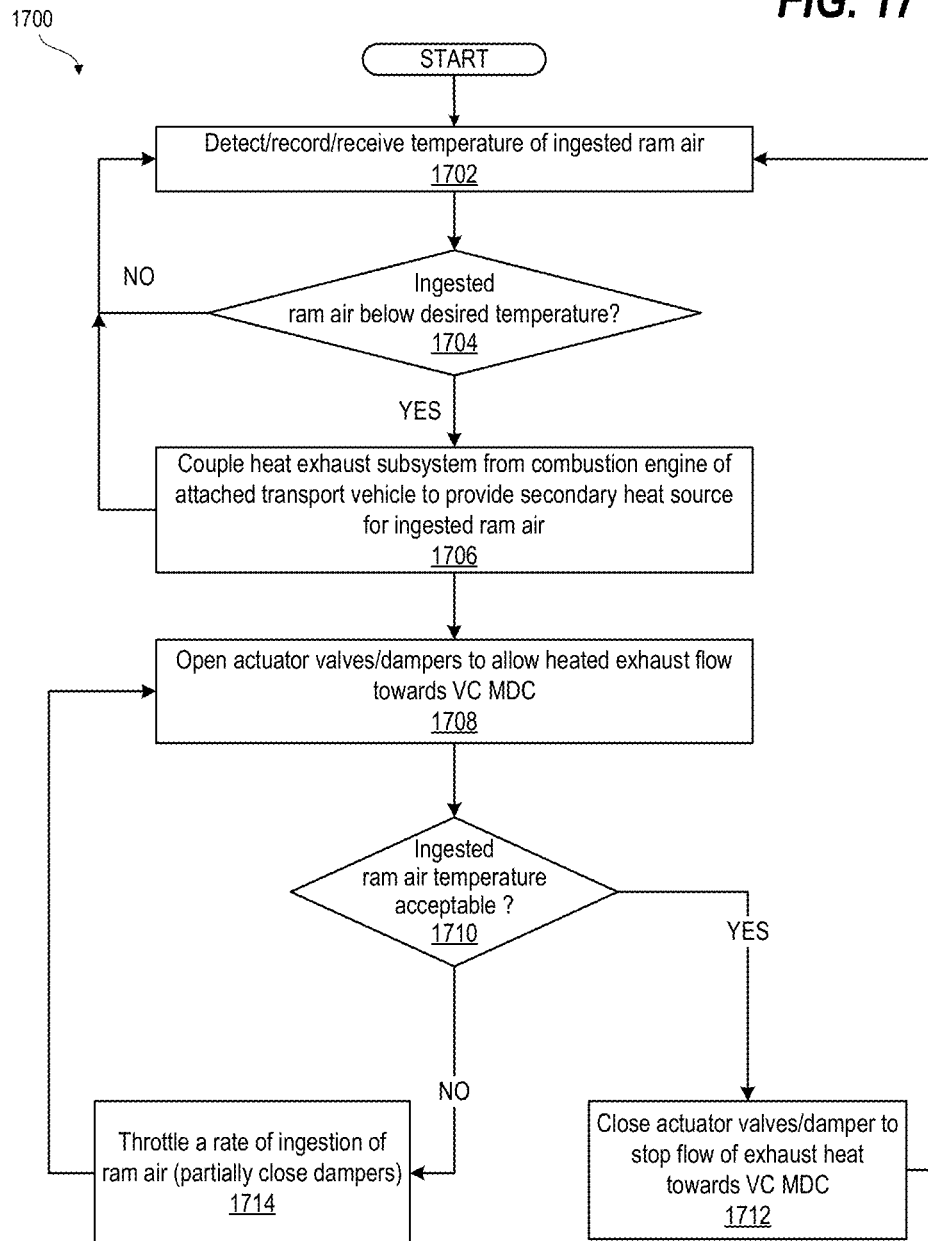 1700
FIG. 17
START
Detect/record/receive temperature of ingested ram air
1702
NO
Ingested
ram air below desired temperature?
1704
YES
Couple heat exhaust subsystem from combustion engine of
attached transport vehicle to provide secondary heat source
for ingested ram air
1706
Open actuator valves/dampers to allow heated exhaust flow
towards VC MDC
1708
Ingested
ram air temperature
acceptable ?
1710
YES
NO
Throttle a rate of ingestion of
ram air (partially close dampers)
1714
Close actuator valves/damper to
stop flow of exhaust heat
towards VC MDC
1712